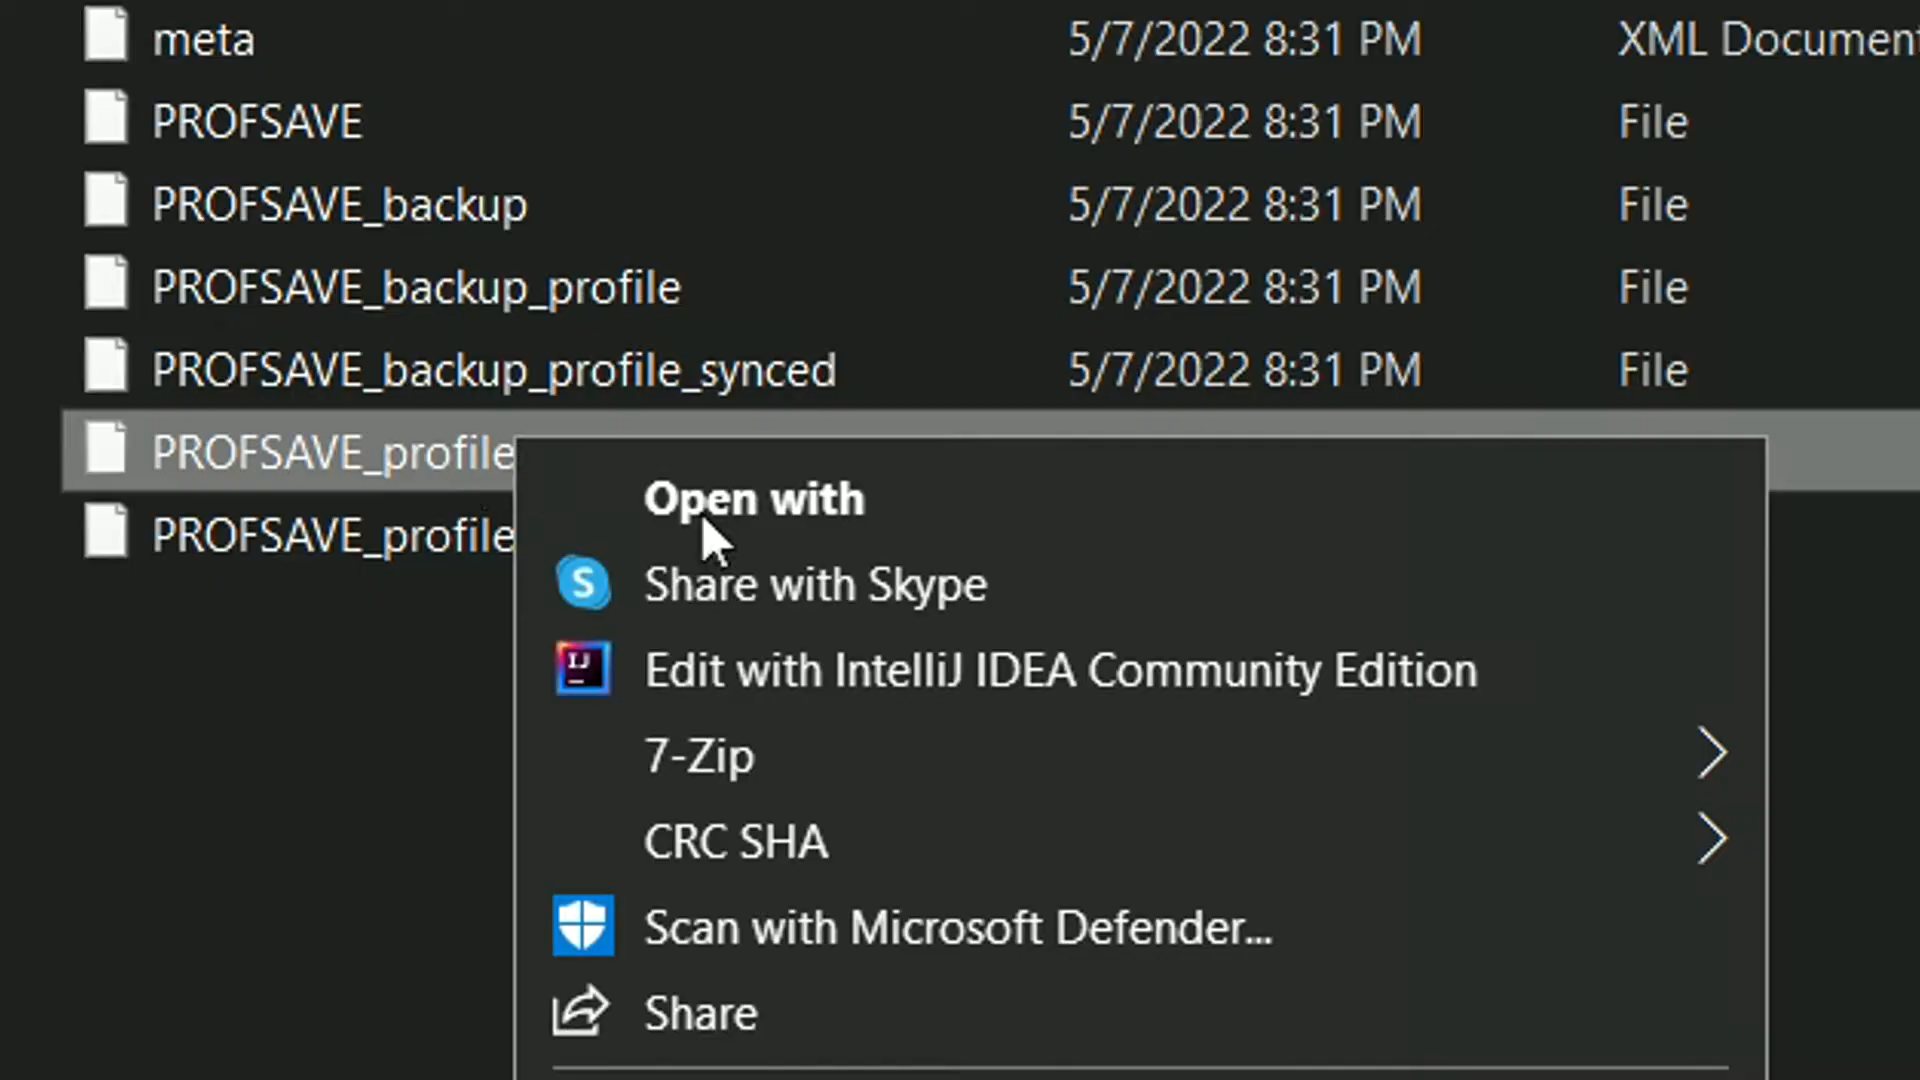 meta 5/7/2022 8:31 PM XML Document
PROFSAVE 5/7/2022 8:31 PM File
PROFSAVE_backup 5/7/2022 8:31 PM File
PROFSAVE_backup_profile 5/7/2022 8:31 PM File
PROFSAVE_backup_profile_synced 5/7/2022 8:31 PM File
PROFSAVE_profile
PROFSAVE_profile
Open with
S Share with Skype
IJ Edit with IntelliJ IDEA Community Edition
7-Zip
CRC SHA
Scan with Microsoft Defender...
Share